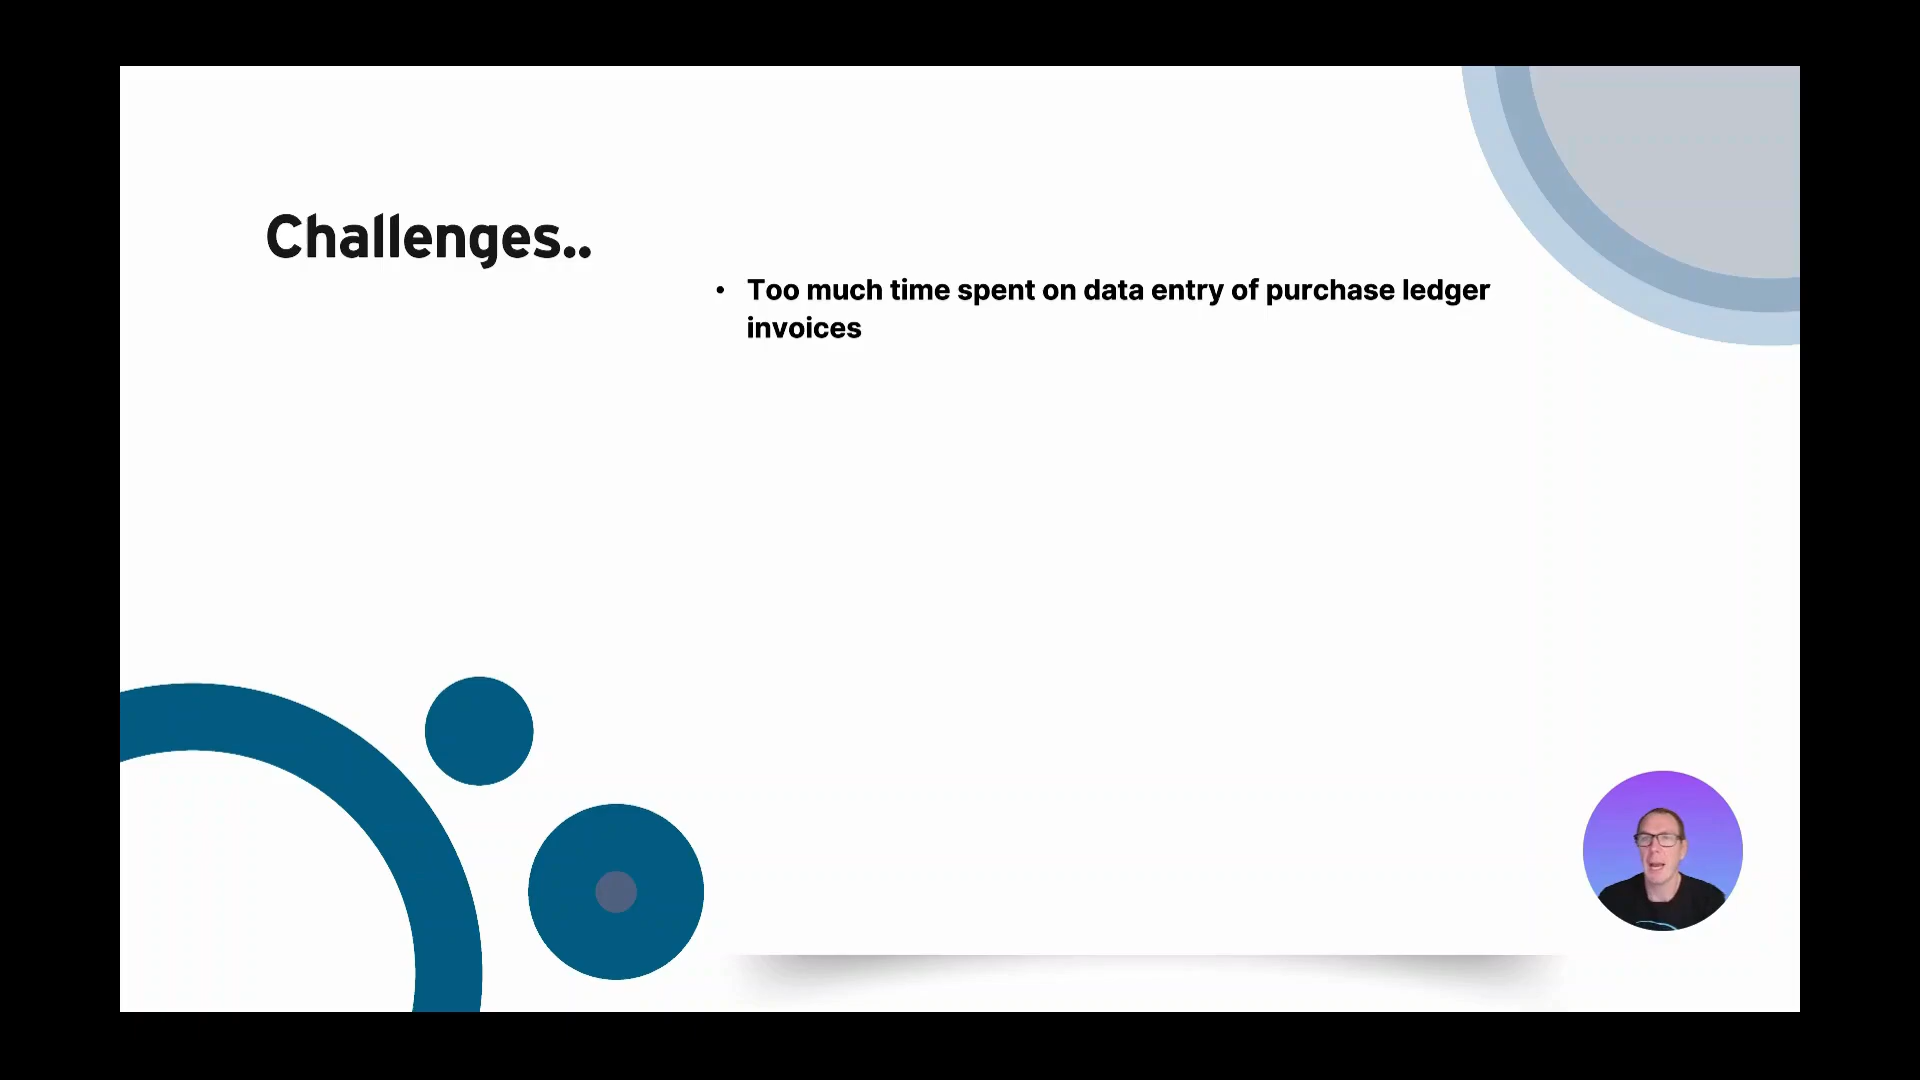 Challenges..
• Too much time spent on data entry of purchase ledger
invoices